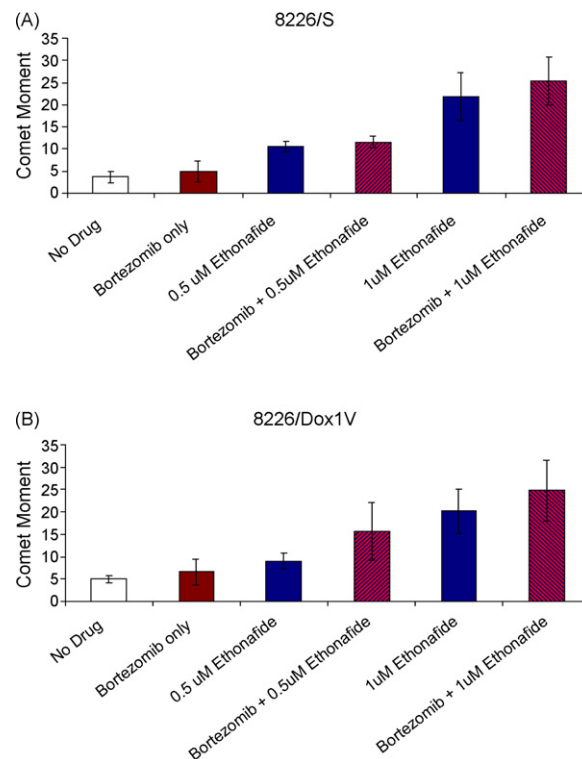 (A)
8226/S
Comet Moment
35
30
25
20
15
10
5
0
No Drug
Bortezomib only
0.5 uM Ethonafide
Bortezomib + 0.5uM Ethonafide
1uM Ethonafide
Bortezomib + 1uM Ethonafide
(B)
8226/Dox1V
Comet Moment
35
30
25
20
15
10
5
0
No Drug
Bortezomib only
0.5 uM Ethonafide
Bortezomib + 0.5uM Ethonafide
1uM Ethonafide
Bortezomib + 1uM Ethonafide